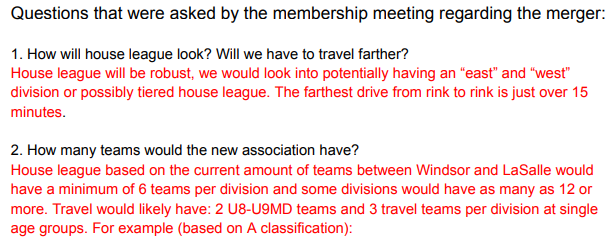 Questions that were asked by the membership meeting regarding the merger:
1. How will house league look? Will we have to travel farther?
House league will be robust, we would look into potentially having an “east” and “west”
division or possibly tiered house league. The farthest drive from rink to rink is just over 15
minutes.
2. How many teams would the new association have?
House league based on the current amount of teams between Windsor and LaSalle would
have a minimum of 6 teams per division and some divisions would have as many as 12 or
more. Travel would likely have: 2 U8-U9MD teams and 3 travel teams per division at single
age groups. For example (based on A classification):